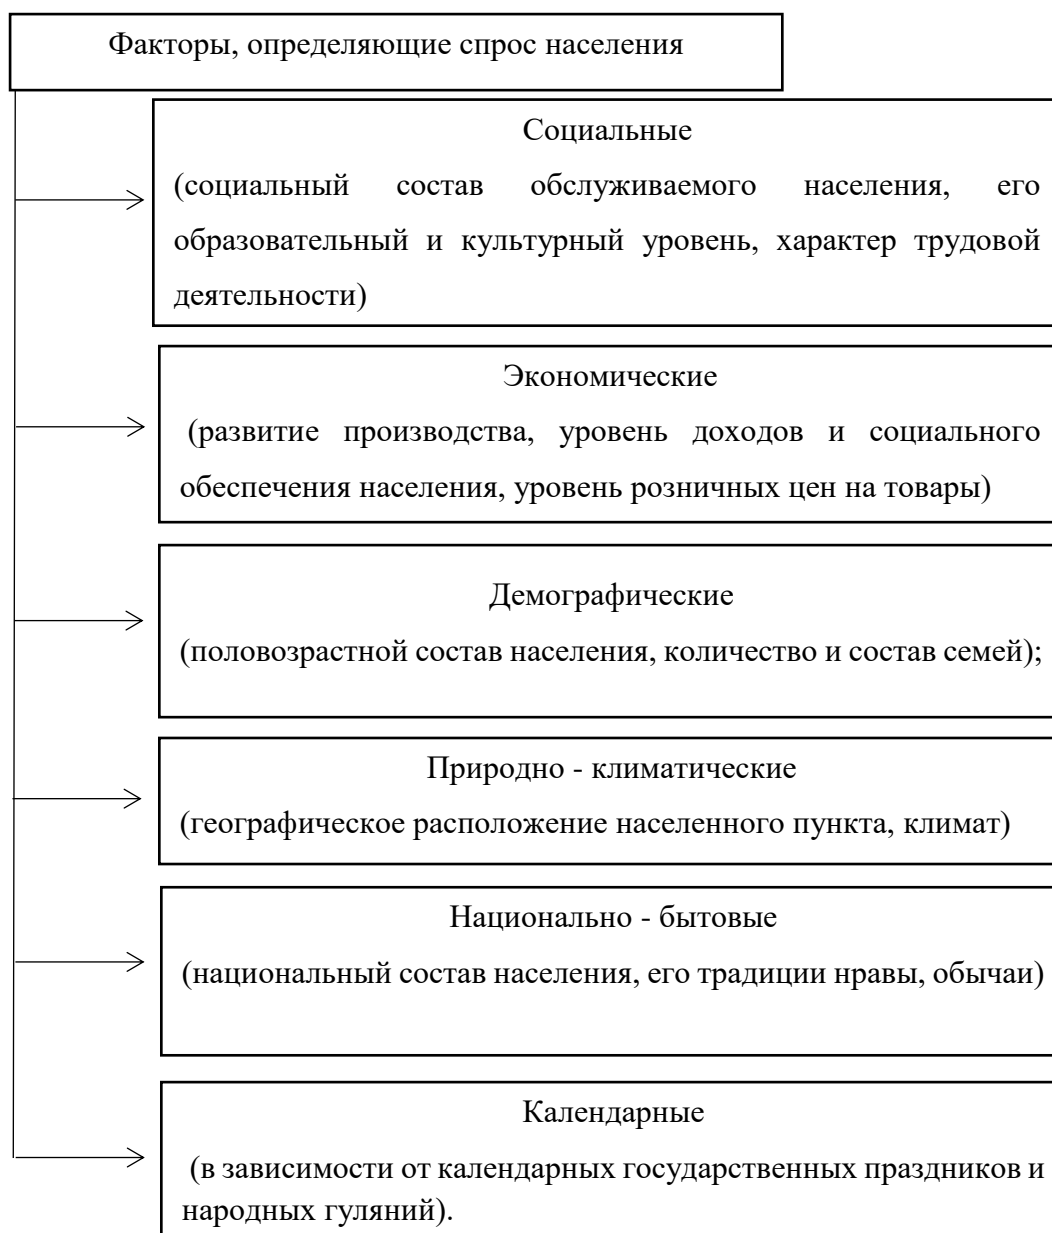 Факторы, определяющие спрос населения
Социальные
(социальный состав обслуживаемого населения, его
образовательный и культурный уровень, характер трудовой
деятельности)
Экономические
(развитие производства, уровень доходов и социального
обеспечения населения, уровень розничных цен на товары)
Демографические
(половозрастной состав населения, количество и состав семей);
Природно - климатические
(географическое расположение населенного пункта, климат)
Национально - бытовые
(национальный состав населения, его традиции нравы, обычаи)
Календарные
(в зависимости от календарных государственных праздников и
народных гуляний).